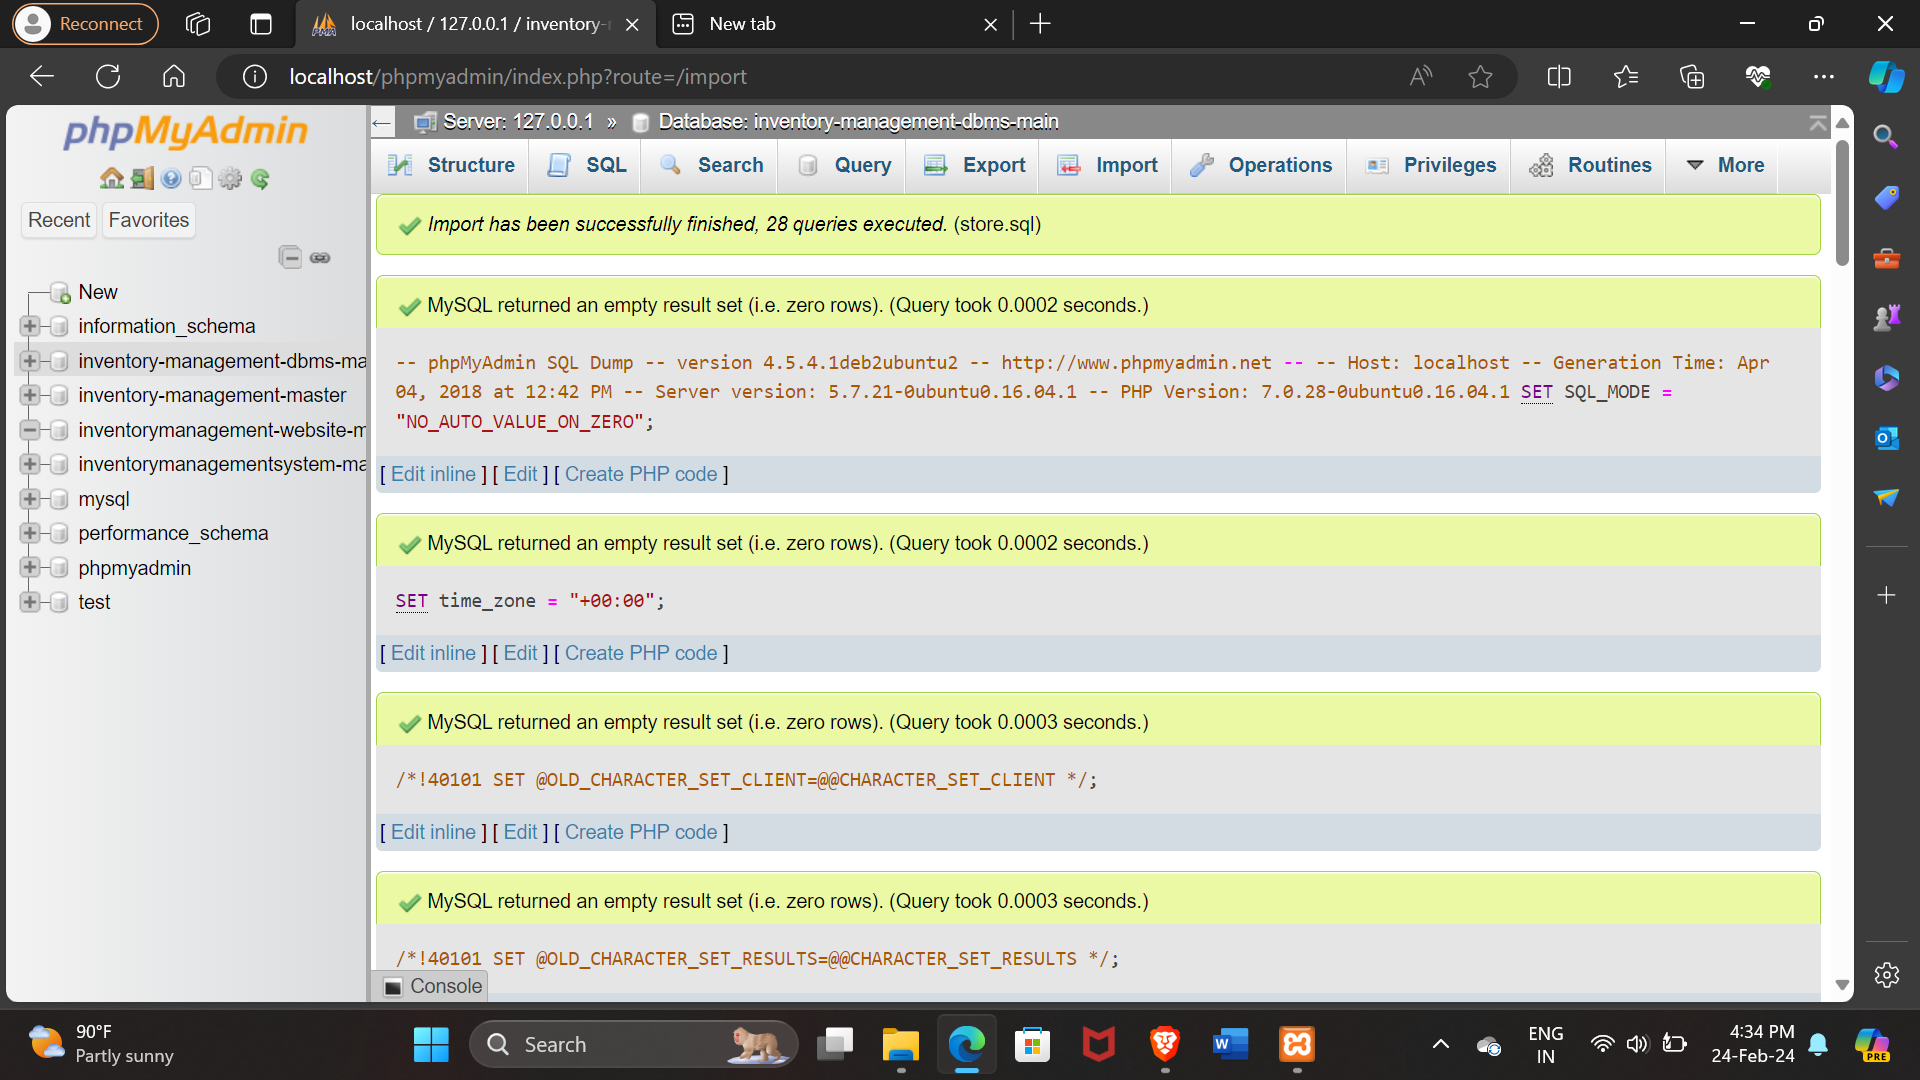 Reconnect
localhost / 127.0.0.1 / inventory-
New tab
localhost/phpmyadmin/index.php?route=/import
phpMyAdmin
Recent Favorites
New
information_schema
inventory-management-dbms-ma
inventory-management-master
inventorymanagement-website-m
inventorymanagementsystem-ma
mysql
performance_schema
phpmyadmin
test
Server: 127.0.0.1 » Database: inventory-management-dbms-main
Structure SQL Search Query Export Import Operations Privileges Routines More
Import has been successfully finished, 28 queries executed. (store.sql)
MySQL returned an empty result set (i.e. zero rows). (Query took 0.0002 seconds.)
-- phpMyAdmin SQL Dump -- version 4.5.4.1deb2ubuntu2 -- http://www.phpmyadmin.net -- -- Host: localhost -- Generation Time: Apr
04, 2018 at 12:42 PM -- Server version: 5.7.21-0ubuntu0.16.04.1 -- PHP Version: 7.0.28-0ubuntu0.16.04.1 SET SQL_MODE =
"NO_AUTO_VALUE_ON_ZERO";
[ Edit inline ] [ Edit ] [ Create PHP code ]
MySQL returned an empty result set (i.e. zero rows). (Query took 0.0002 seconds.)
SET time_zone = "+00:00";
[ Edit inline ] [ Edit ] [ Create PHP code ]
MySQL returned an empty result set (i.e. zero rows). (Query took 0.0003 seconds.)
/*!40101 SET @OLD_CHARACTER_SET_CLIENT=@@CHARACTER_SET_CLIENT */;
[ Edit inline ] [ Edit ] [ Create PHP code ]
MySQL returned an empty result set (i.e. zero rows). (Query took 0.0003 seconds.)
/*!40101 SET @OLD_CHARACTER_SET_RESULTS=@@CHARACTER_SET_RESULTS */;
Console
90°F
Partly sunny
Search
ENG
IN
4:34 PM
24-Feb-24
PRE